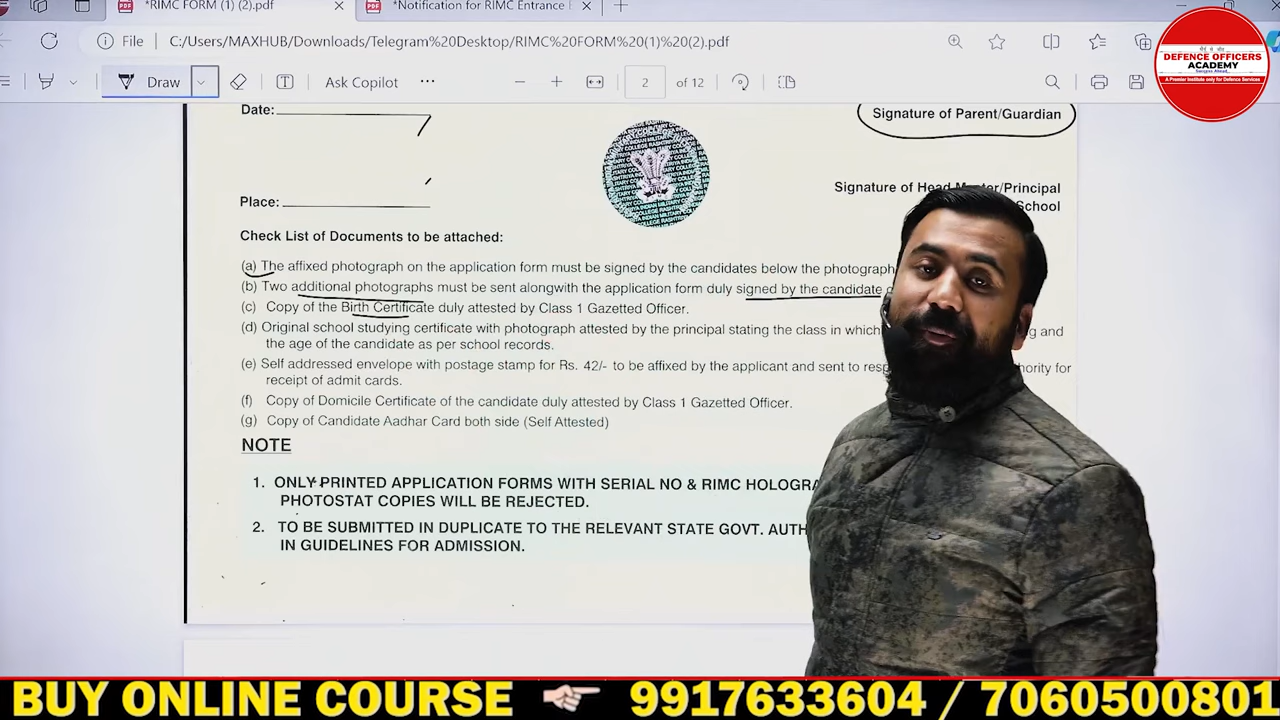 *RIMC FORM (1) (2).pdf
*Notification for RIMC Entrance
File C:/Users/MAXHUB/Downloads/Telegram%20Desktop/RIMC%20FORM%20(1)%20(2).pdf
Draw
Ask Copilot
2 of 12
DEFENCE OFFICERS
ACADEMY
A Premier Institute only for Defence Services
Date:
Signature of Parent/Guardian
Signature of Head Master/Principal
School
Place:
Check List of Documents to be attached:
(a) The affixed photograph on the application form must be signed by the candidates below the photograph
(b) Two additional photographs must be sent alongwith the application form duly signed by the candidate
(c) Copy of the Birth Certificate duly attested by Class 1 Gazetted Officer.
(d) Original school studying certificate with photograph attested by the principal stating the class in which and
the age of the candidate as per school records.
(e) Self addressed envelope with postage stamp for Rs. 42/- to be affixed by the applicant and sent to for
receipt of admit cards.
(f) Copy of Domicile Certificate of the candidate duly attested by Class 1 Gazetted Officer.
(g) Copy of Candidate Aadhar Card both side (Self Attested)
NOTE
1. ONLY PRINTED APPLICATION FORMS WITH SERIAL NO & RIMC
PHOTOSTAT COPIES WILL BE REJECTED.
2. TO BE SUBMITTED IN DUPLICATE TO THE RELEVANT STATE GOVT.
IN GUIDELINES FOR ADMISSION.
BUY ONLINE COURSE 9917633604 / 7060500801